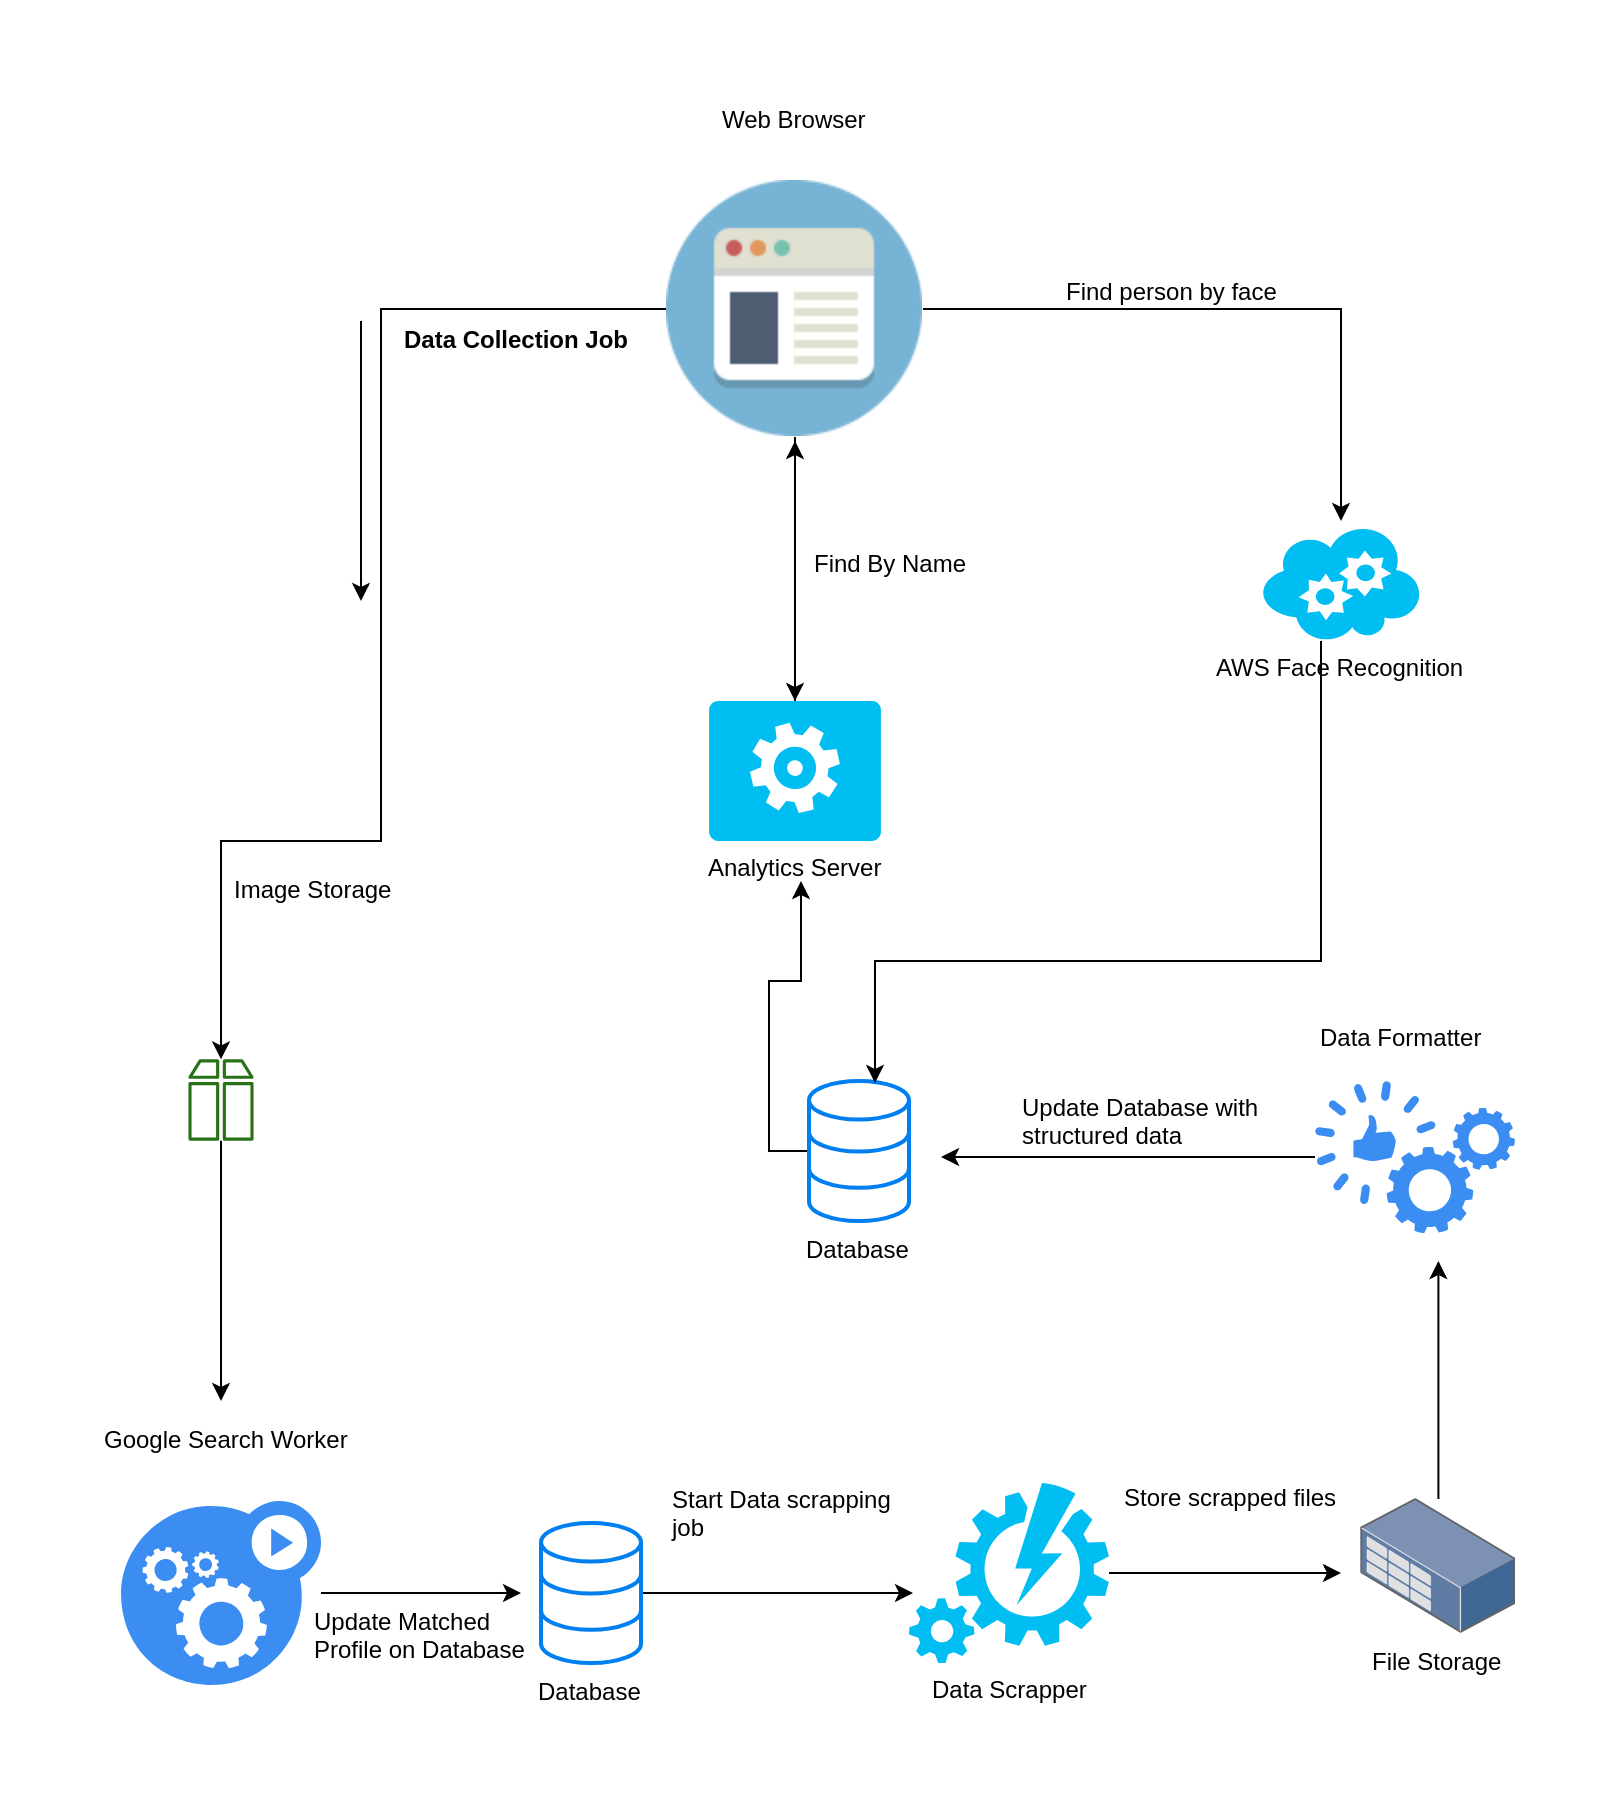 Web Browser
Find person by face
Data Collection Job
Find By Name
AWS Face Recognition
Analytics Server
Image Storage
Data Formatter
Update Database with
structured data
Database
Google Search Worker
Start Data scrapping
job
Store scrapped files
Update Matched
Profile on Database
File Storage
Database
Data Scrapper